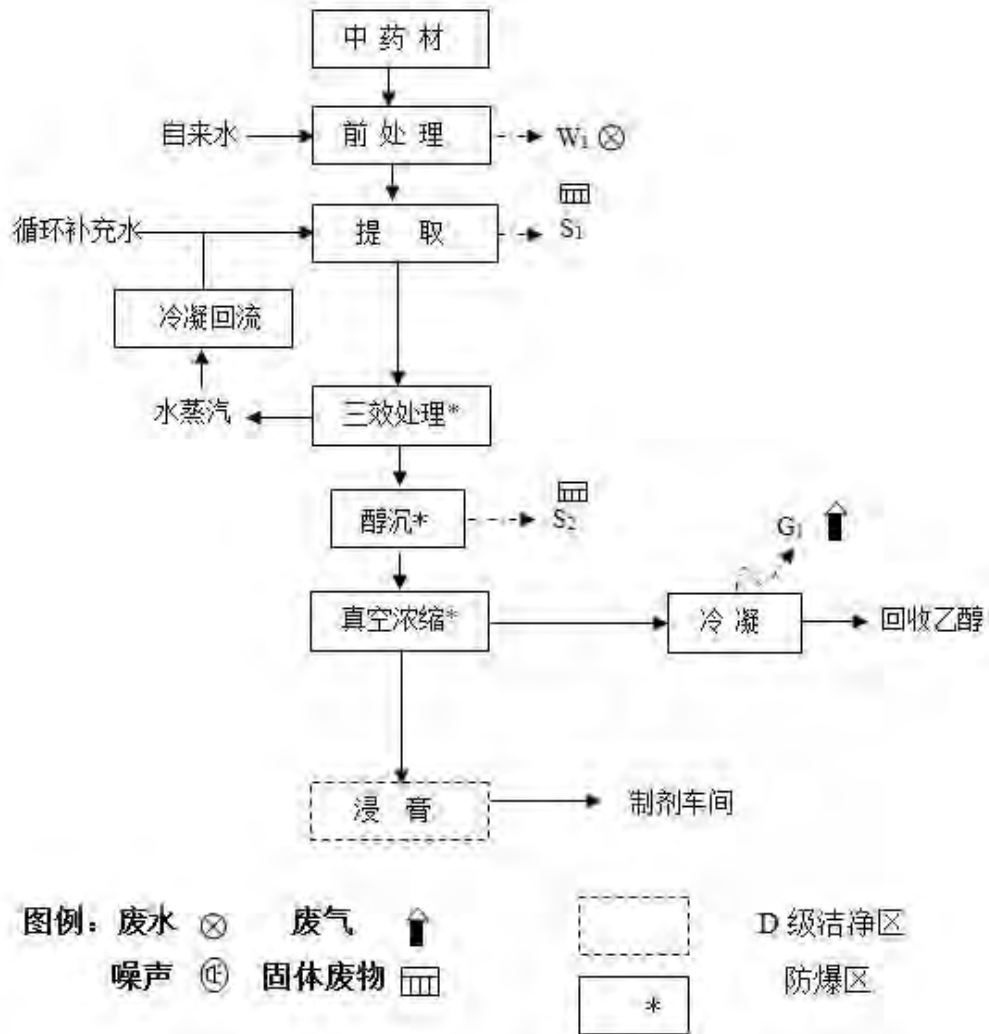 中药材
自来水
前处理
W₁
循环补充水
提取
S₁
冷凝回流
水蒸汽
三效处理*
醇沉*
S₂
G₁
真空浓缩*
冷凝
回收乙醇
浸膏
制剂车间
图例：废水 废气 D级洁净区
噪声 固体废物 * 防爆区